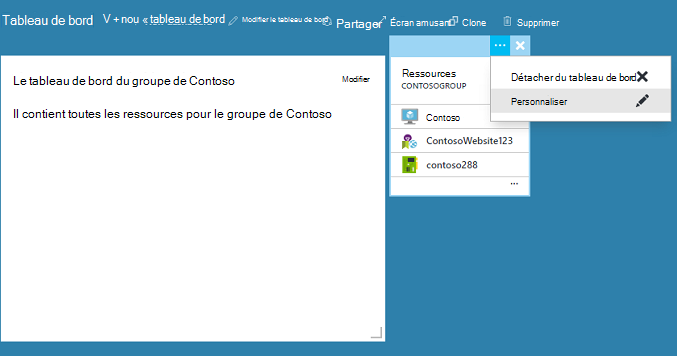 Tableau de bord V + nou « tableau de bord Modifier le tableau de bord Partager Écran amusant Clone Supprimer
Le tableau de bord du groupe de Contoso Modifier
Il contient toutes les ressources pour le groupe de Contoso
...
Ressources
CONTOSOGROUP
Contoso
ContosoWebsite123
contoso288
...
Détacher du tableau de bord
Personnaliser